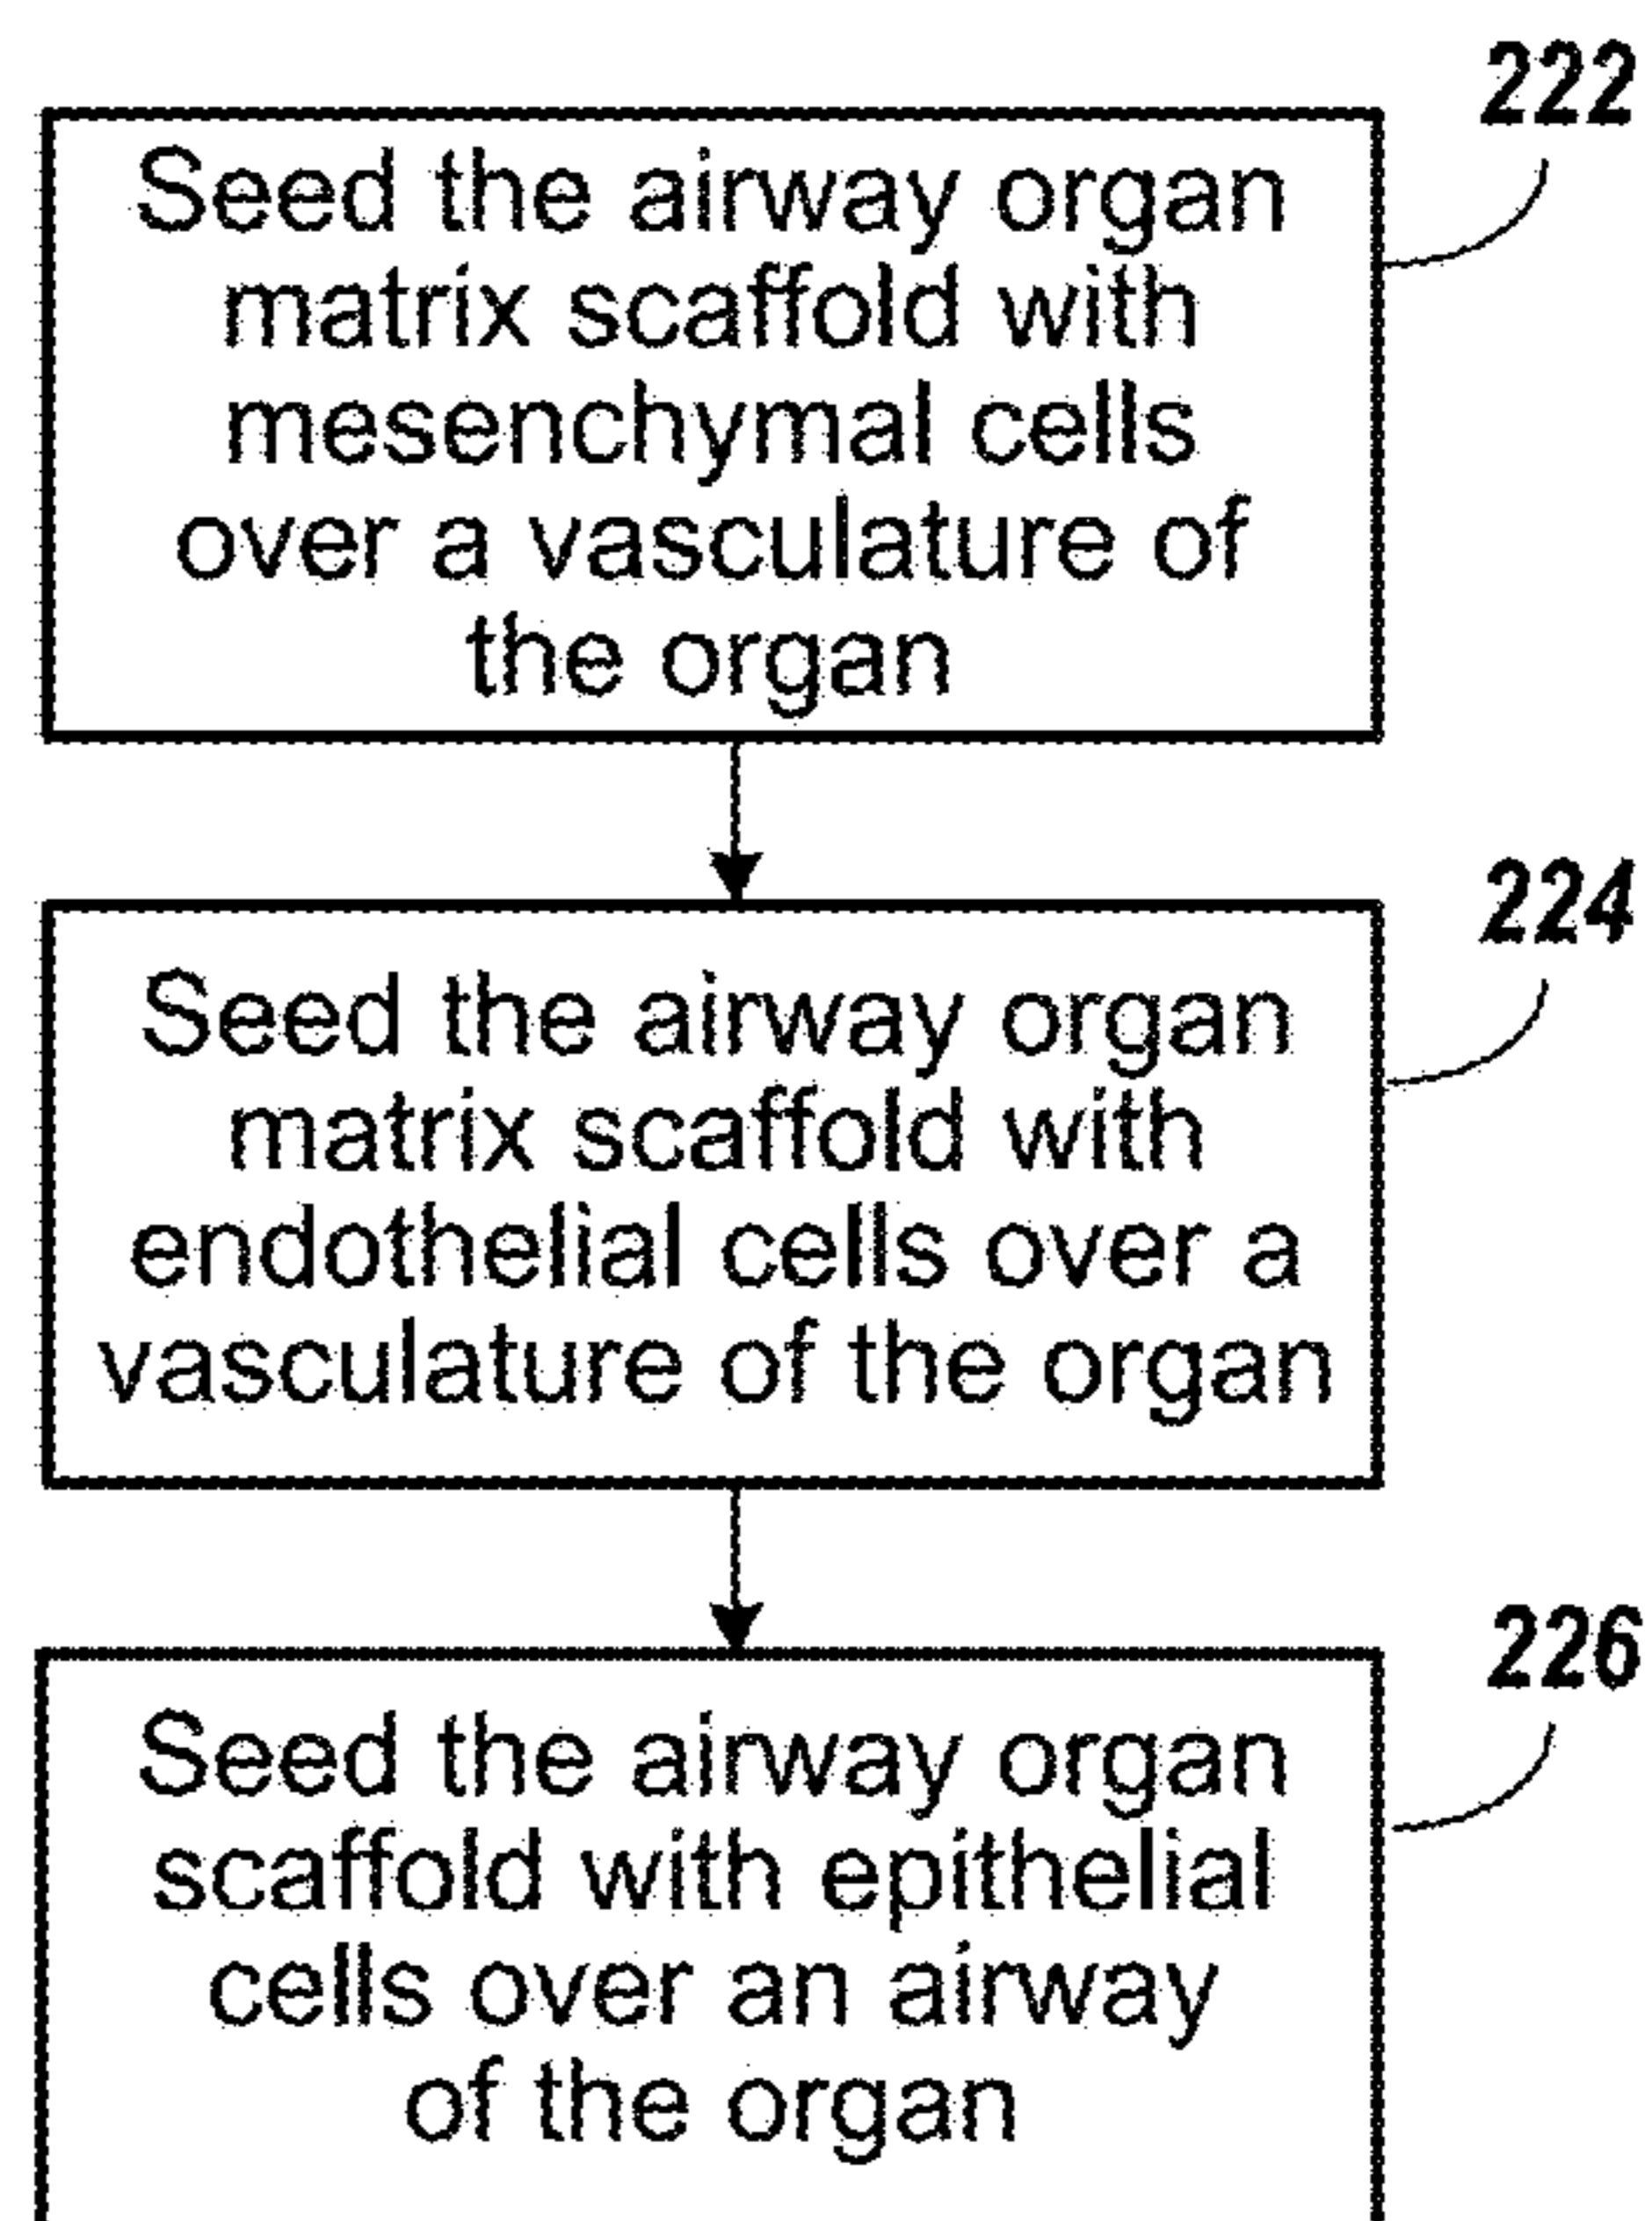 222
Seed the airway organ
matrix scaffold with
mesenchymal cells
over a vasculature of
the organ
224
Seed the airway organ
matrix scaffold with
endothelial cells over a
vasculature of the organ
226
Seed the airway organ
scaffold with epithelial
cells over an airway
of the organ